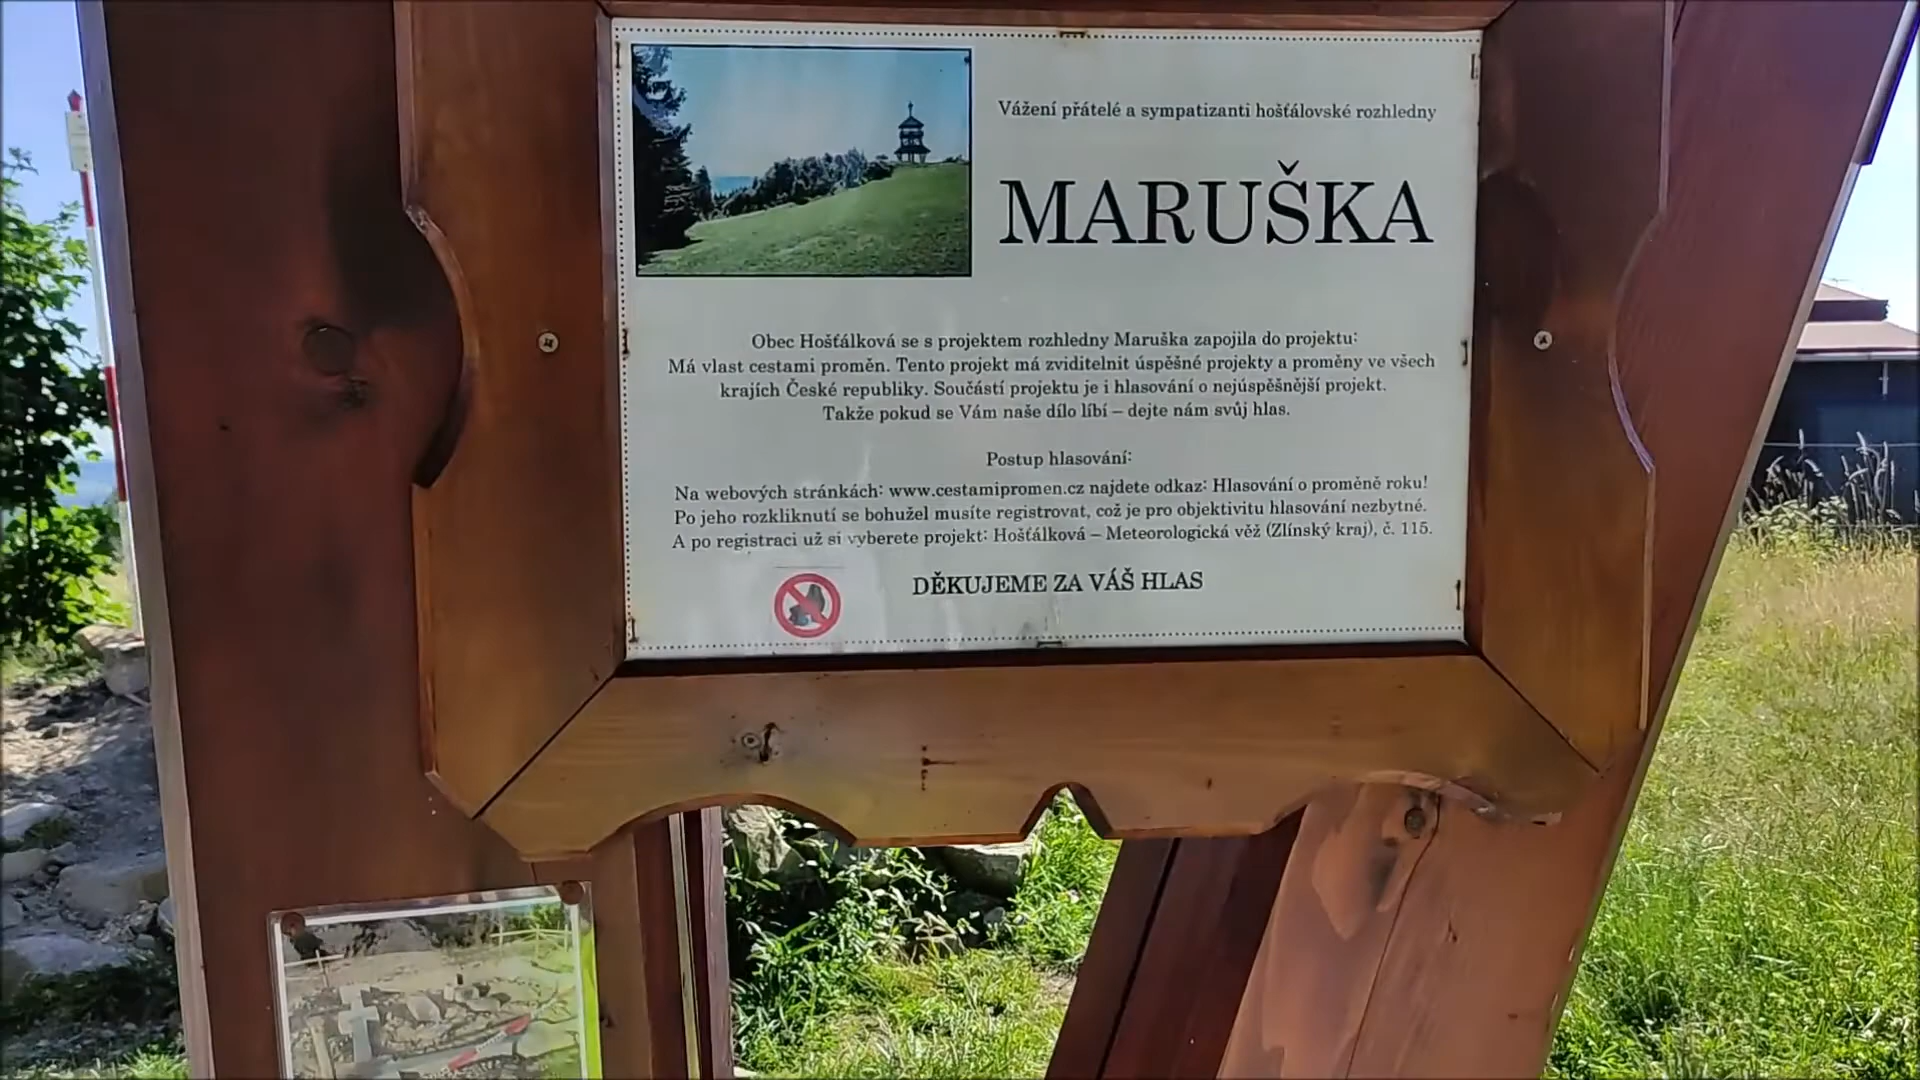 Vážení přátelé a sympatizanti hošťálovské rozhledny
MARUŠKA
Obec Hošťálková se s projektem rozhledny Maruška zapojila do projektu:
Má vlast cestami proměn. Tento projekt má zviditelnit úspěšné projekty a proměny ve všech
krajích České republiky. Součástí projektu je i hlasování o nejúspěšnější projekt.
Takže pokud se Vám naše dílo líbí – dejte nám svůj hlas.
Postup hlasování:
Na webových stránkách: www.cestamipromen.cz najdete odkaz: Hlasování o proměně roku!
Po jeho rozkliknutí se bohužel musíte registrovat, což je pro objektivitu hlasování nezbytné.
A po registraci už si vyberete projekt: Hošťálková – Meteorologická věž (Zlínský kraj), č. 115.
DĚKUJEME ZA VÁŠ HLAS